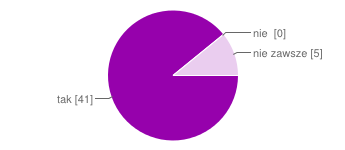 nie [0]
nie zawsze [5]
tak [41]